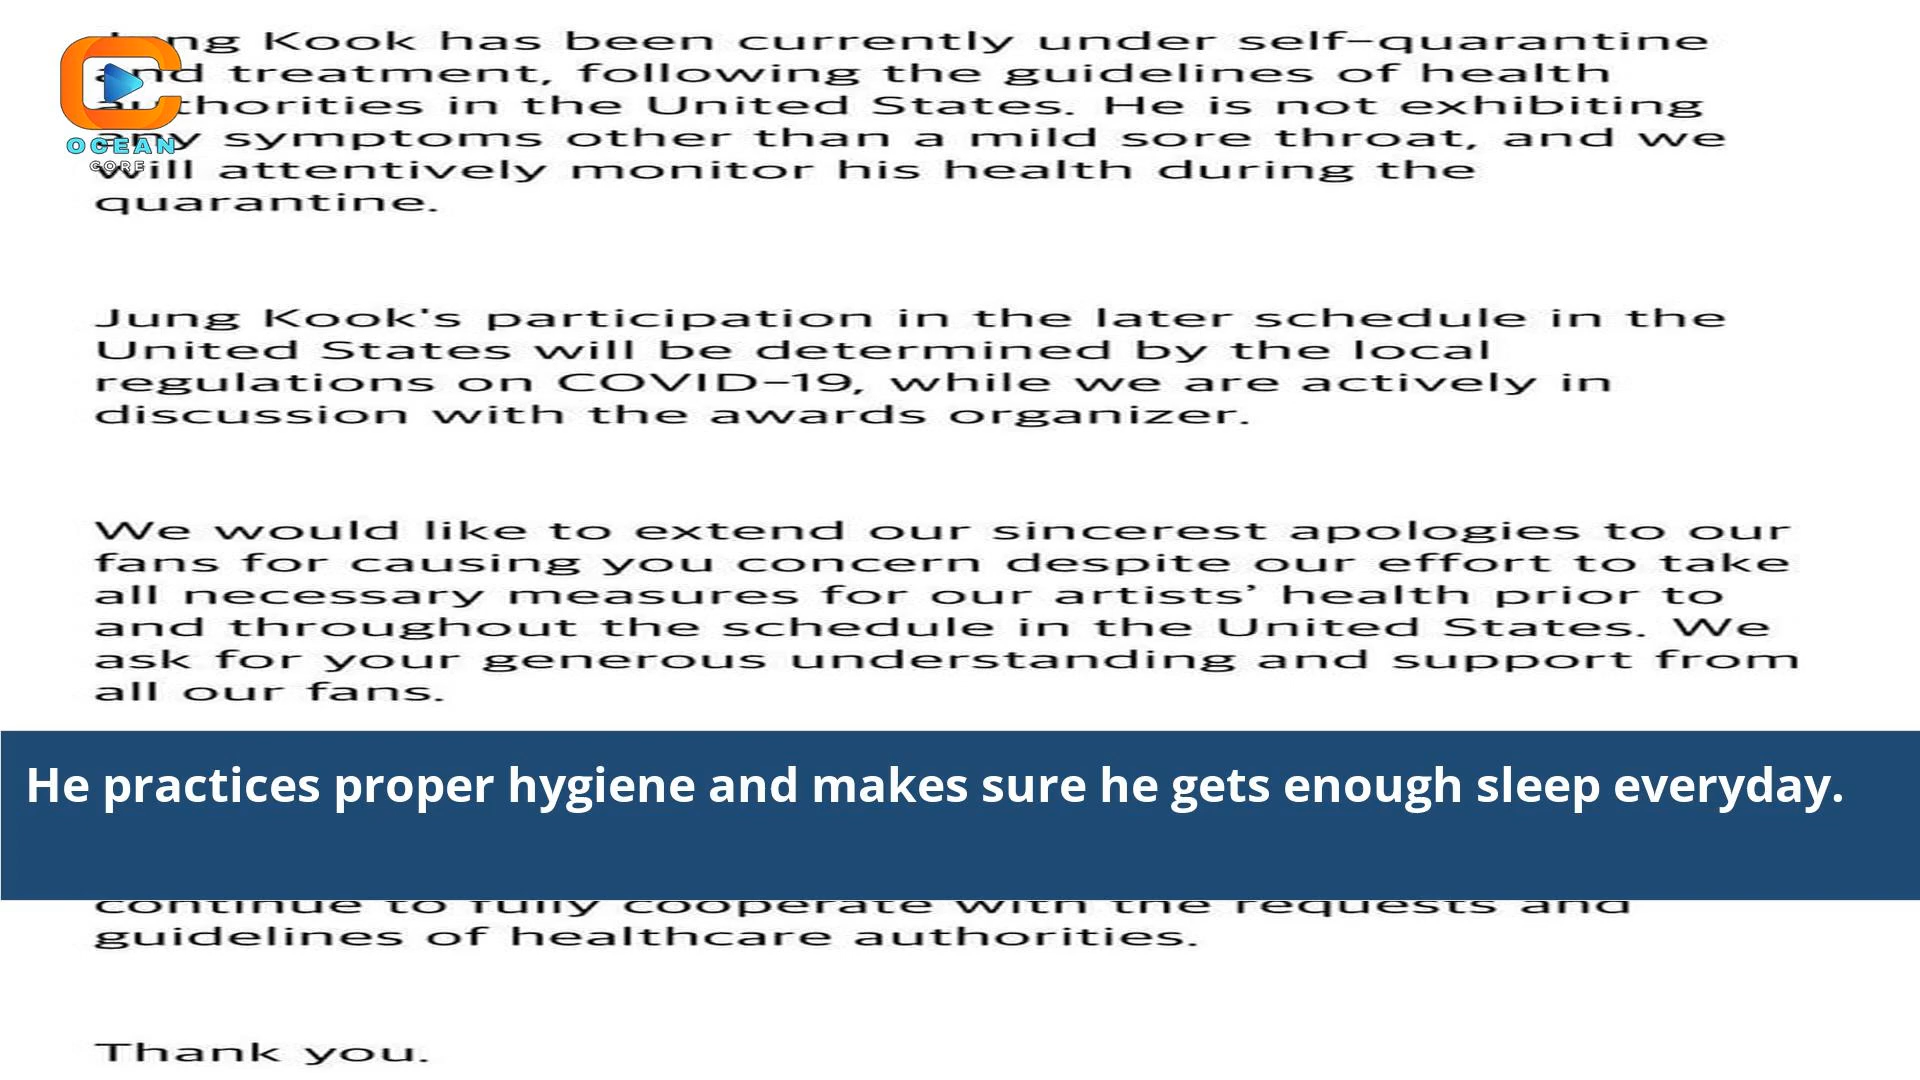 Jung Kook has been currently under self-quarantine
and treatment, following the guidelines of health
authorities in the United States. He is not exhibiting
any symptoms other than a mild sore throat, and we
will attentively monitor his health during the
quarantine.
OCEAN
CORE
Jung Kook's participation in the later schedule in the
United States will be determined by the local
regulations on COVID-19, while we are actively in
discussion with the awards organizer.
We would like to extend our sincerest apologies to our
fans for causing you concern despite our effort to take
all necessary measures for our artists’ health prior to
and throughout the schedule in the United States. We
ask for your generous understanding and support from
all our fans.
He practices proper hygiene and makes sure he gets enough sleep everyday.
continue to fully cooperate with the requests and
guidelines of healthcare authorities.
Thank you.